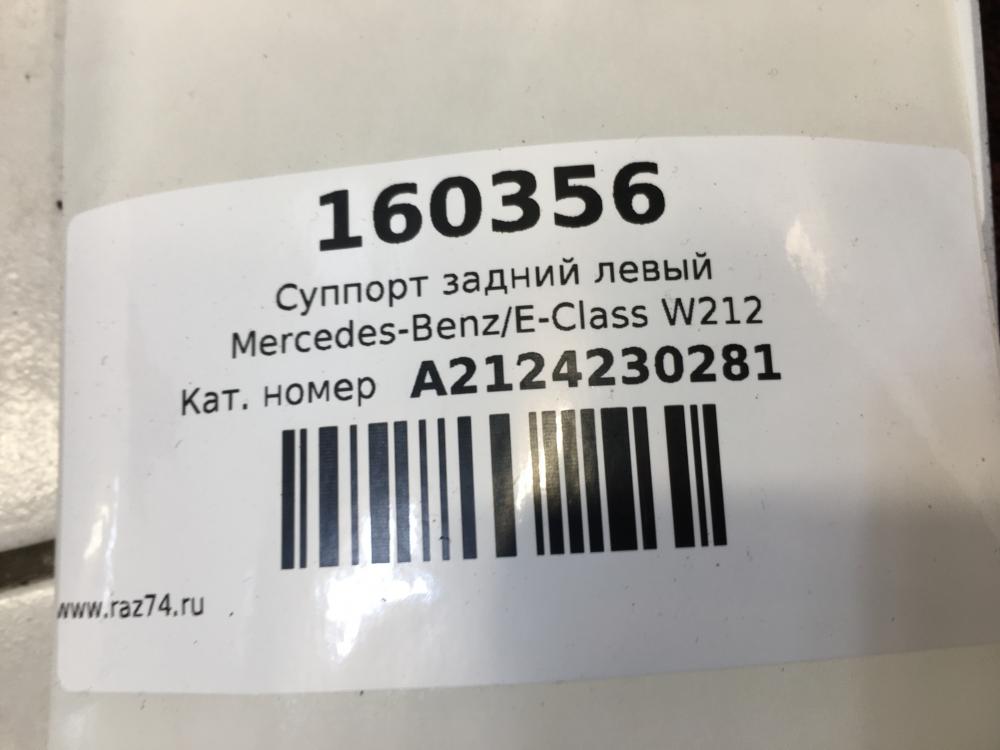 160356
Суппорт задний левый
Mercedes-Benz/E-Class W212
Кат. номер A2124230281
www.raz74.ru